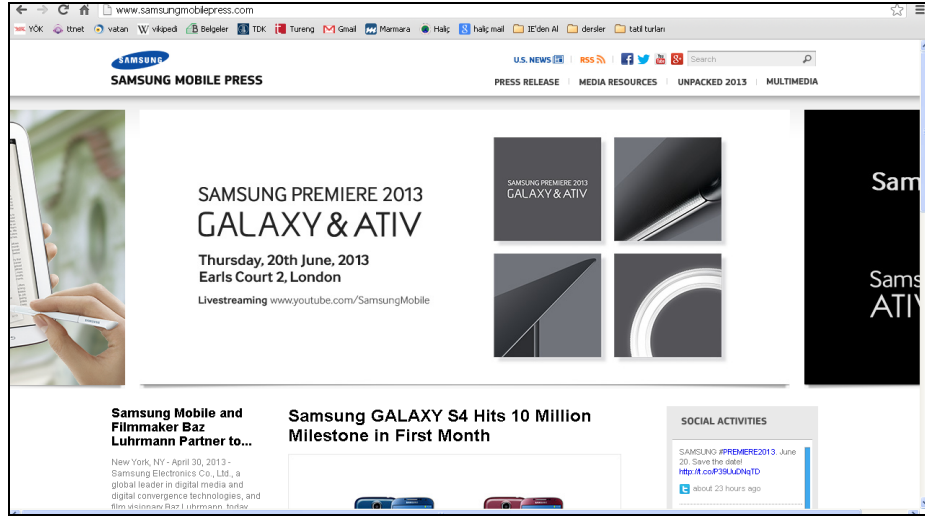 www.samsungmobilepress.com
YÖK ttnet vatan vikipedi Belgeler TDK Tureng Gmail Marmara Haliç haliç mail IE'den Al dersler tatil turları
SAMSUNG
SAMSUNG MOBILE PRESS
U.S. NEWS RSS Search
PRESS RELEASE MEDIA RESOURCES UNPACKED 2013 MULTIMEDIA
SAMSUNG PREMIERE 2013
GALAXY & ATIV
Thursday, 20th June, 2013
Earls Court 2, London
Livestreaming www.youtube.com/SamsungMobile
SAMSUNG PREMIERE 2013
GALAXY & ATIV
Sam
Sams
ATIV
Samsung Mobile and
Filmmaker Baz
Luhrmann Partner to...
New York, NY - April 30, 2013 -
Samsung Electronics Co., Ltd., a
global leader in digital media and
digital convergence technologies, and
film visionary Baz Luhrmann, today
Samsung GALAXY S4 Hits 10 Million
Milestone in First Month
SOCIAL ACTIVITIES
SAMSUNG #PREMIERE2013. June
20. Save the date!
http://t.co/P39UuDNqTD
about 23 hours ago